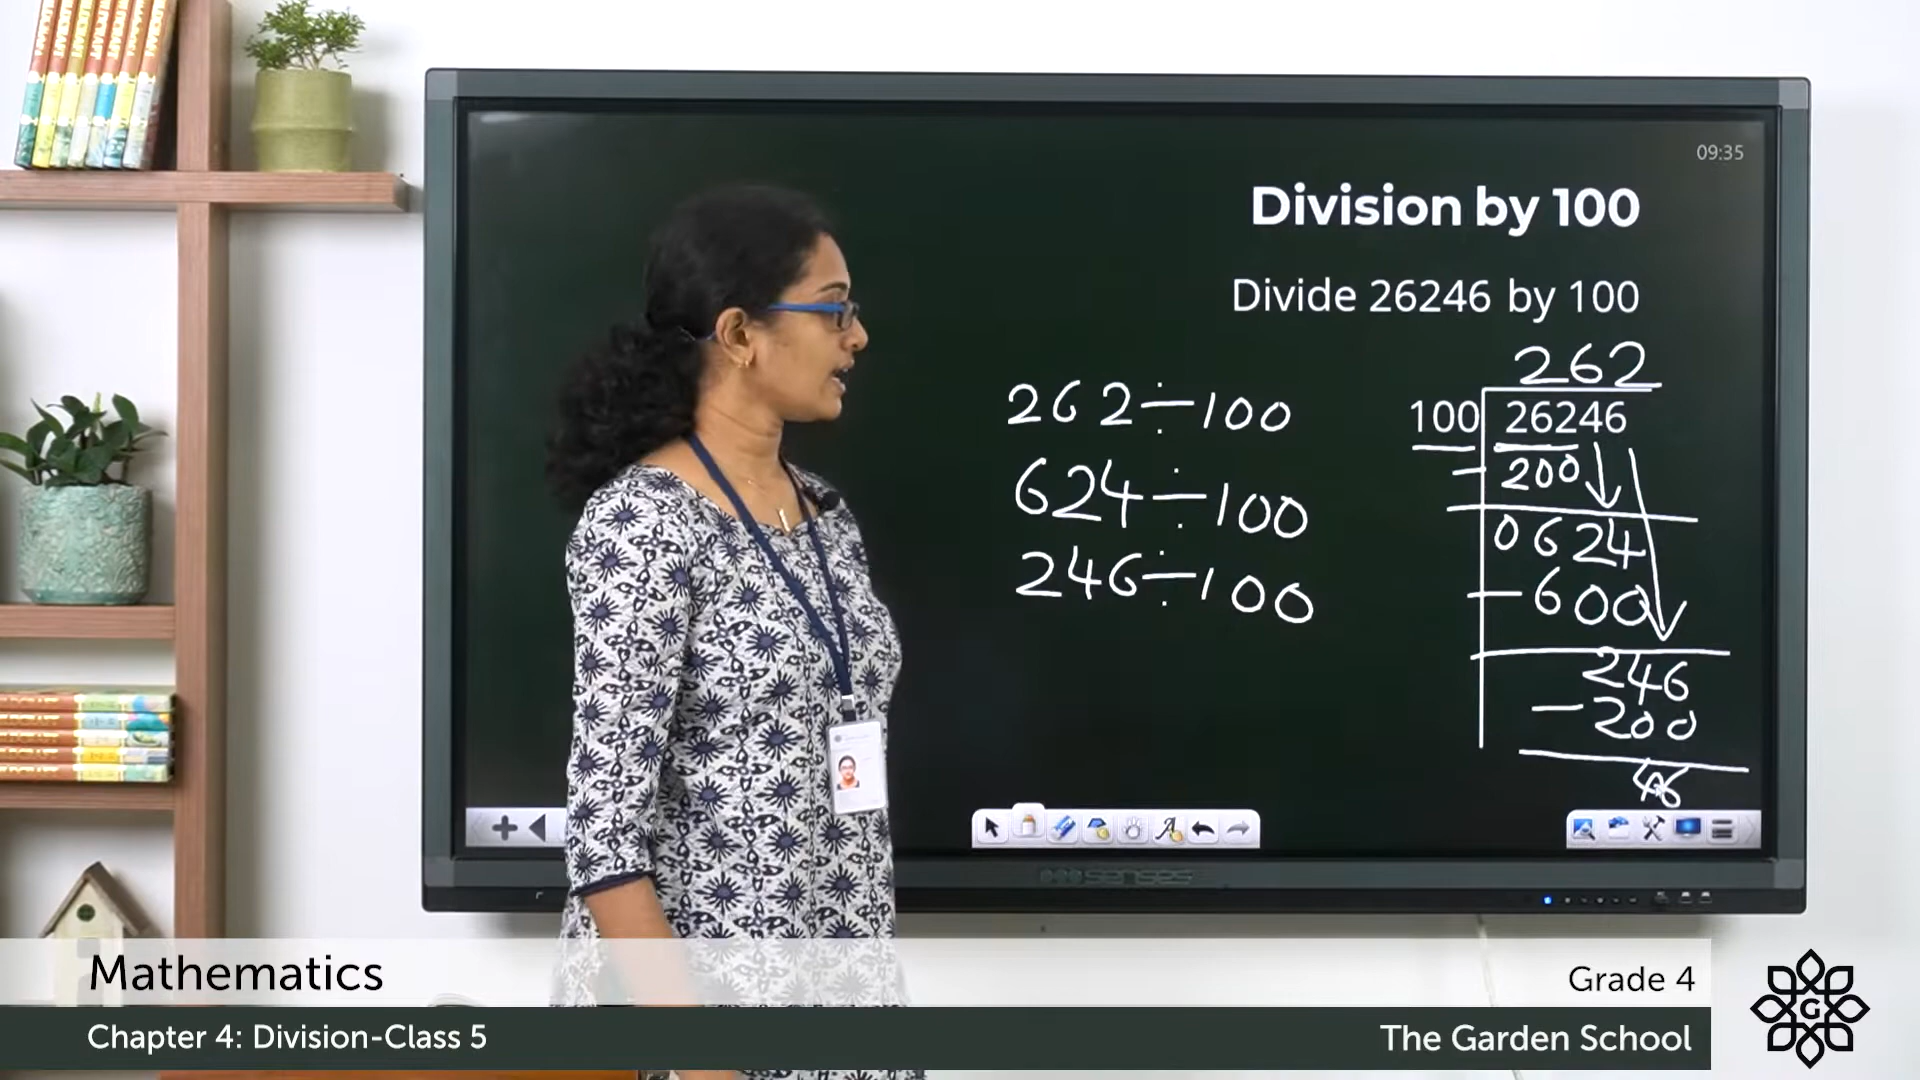 09:35
Division by 100
Divide 26246 by 100
262
262÷100
100 26246
-200
624÷100
0624
246÷100
-600
246
-200
46
senses
Mathematics
Grade 4
Chapter 4: Division-Class 5
The Garden School
G